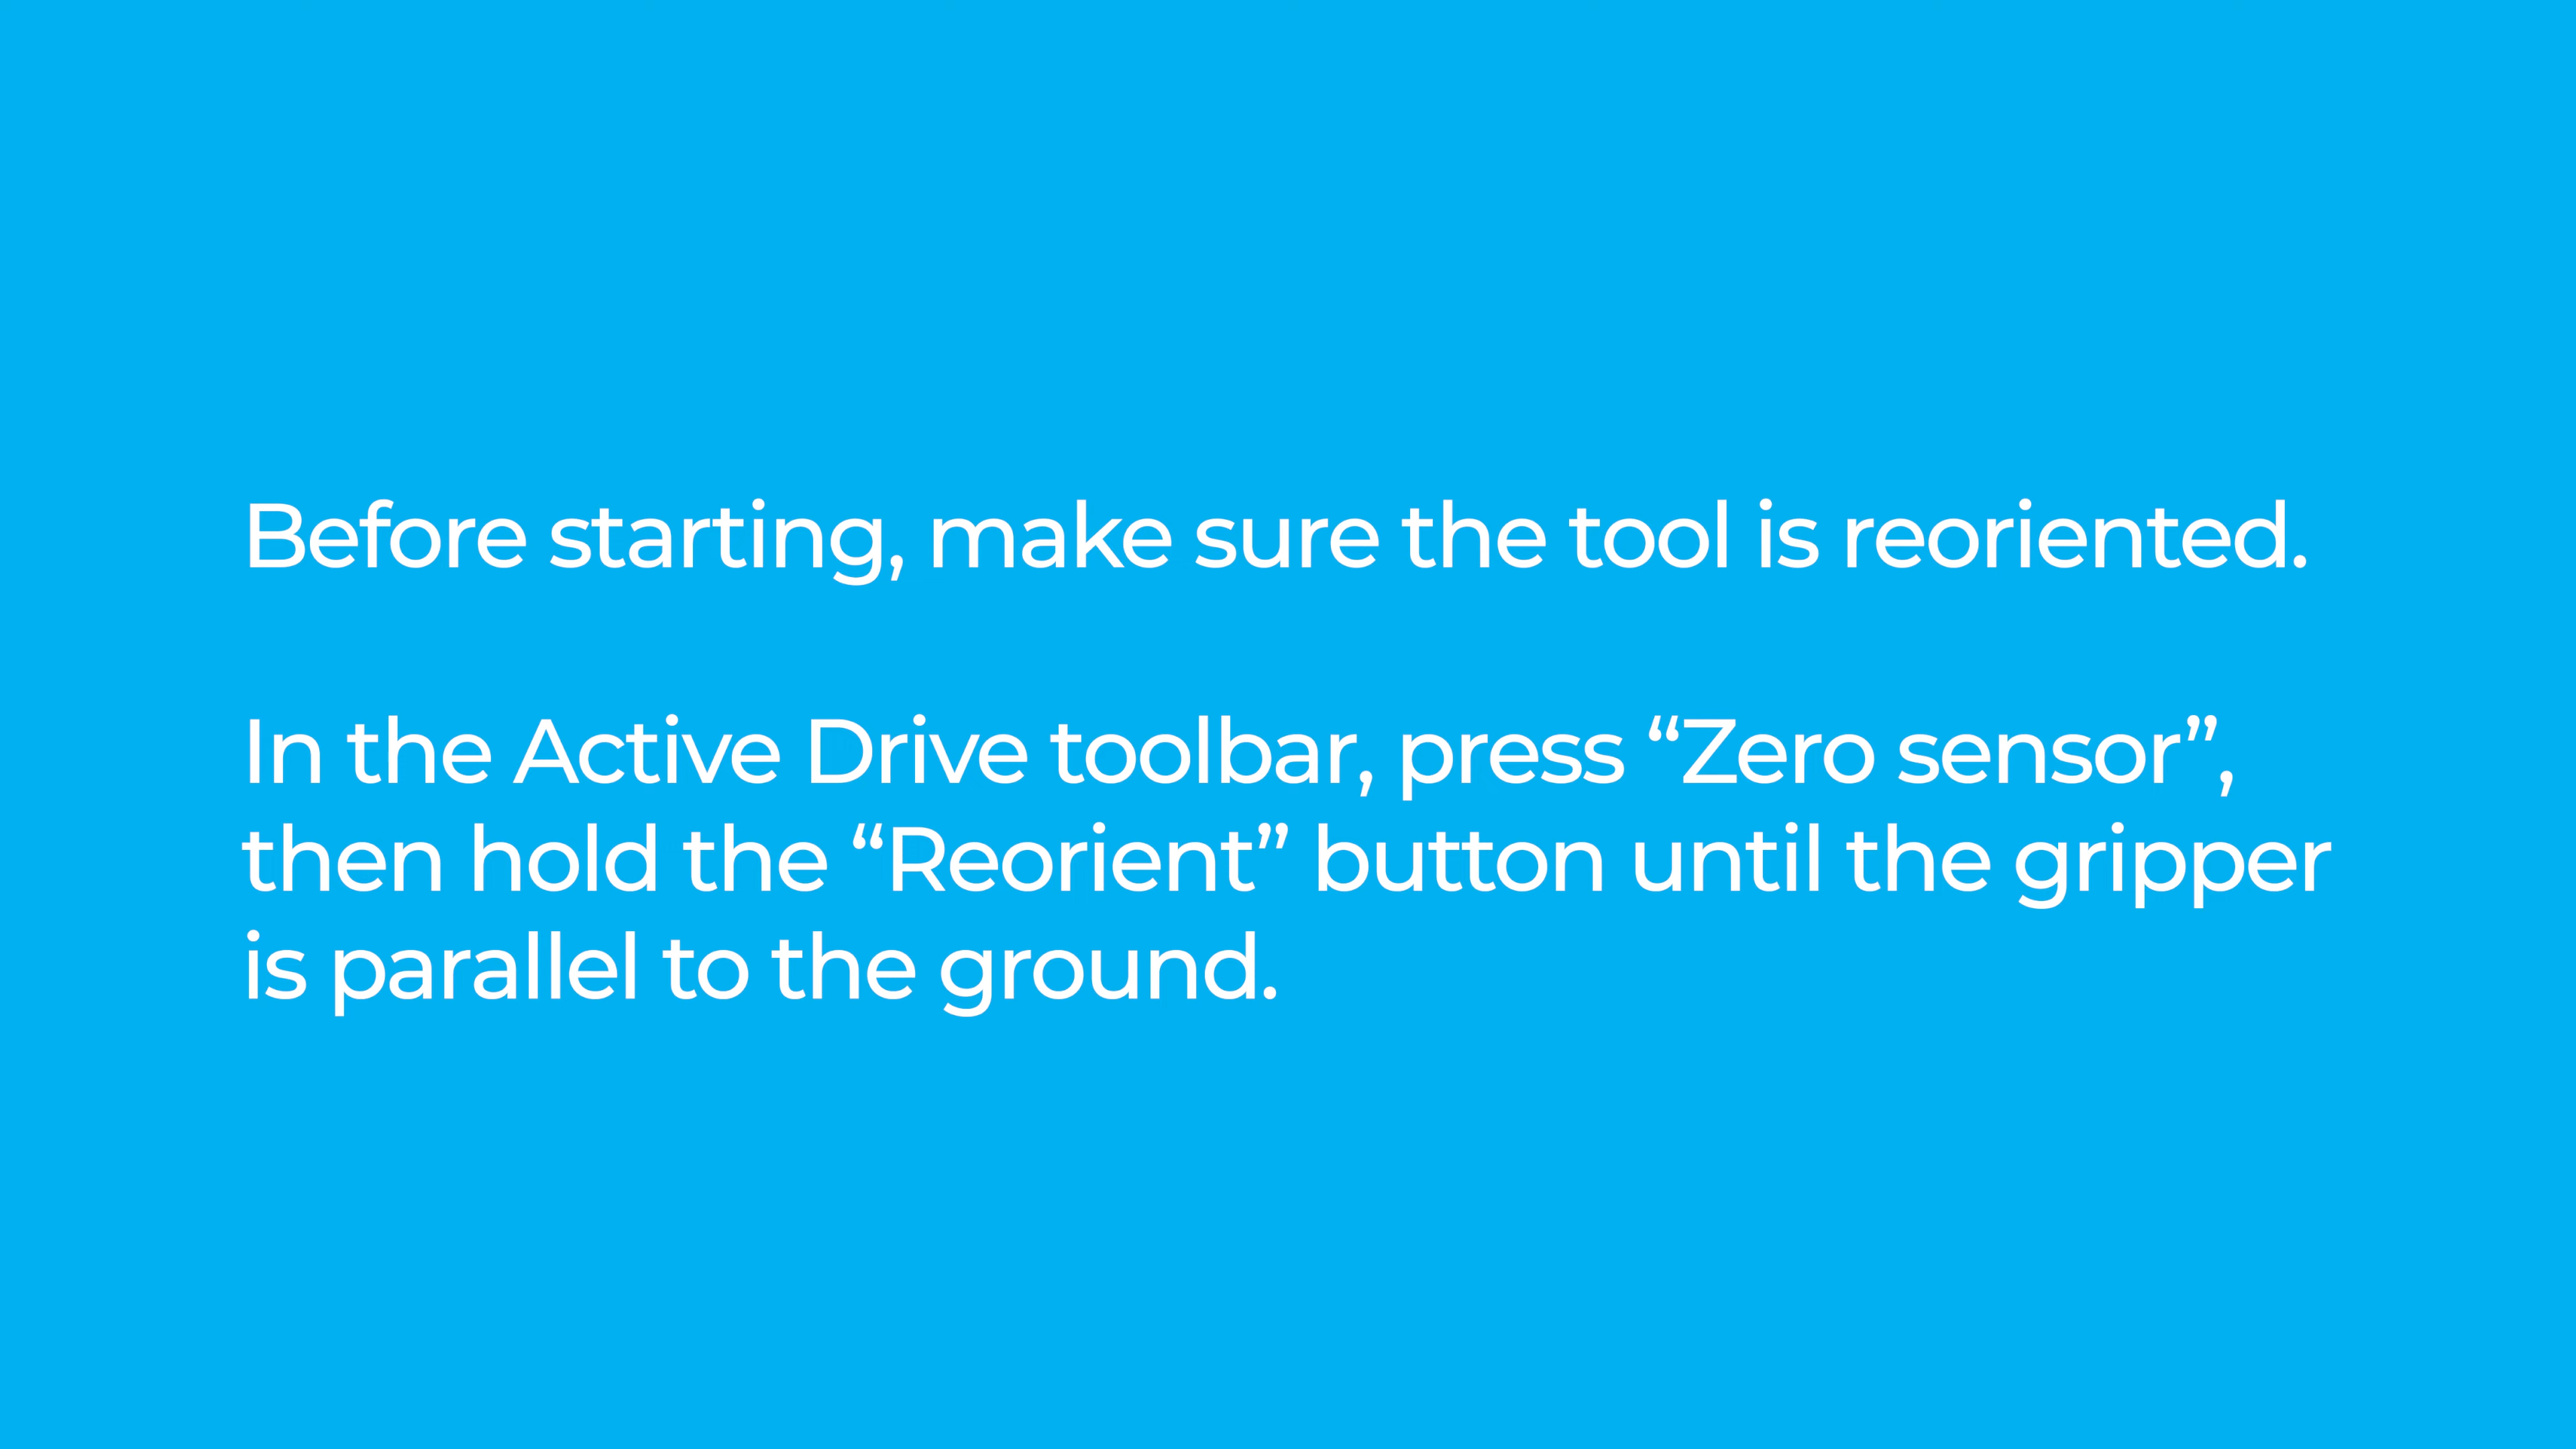 Before starting, make sure the tool is reoriented.
In the Active Drive toolbar, press “Zero sensor”,
then hold the “Reorient” button until the gripper
is parallel to the ground.